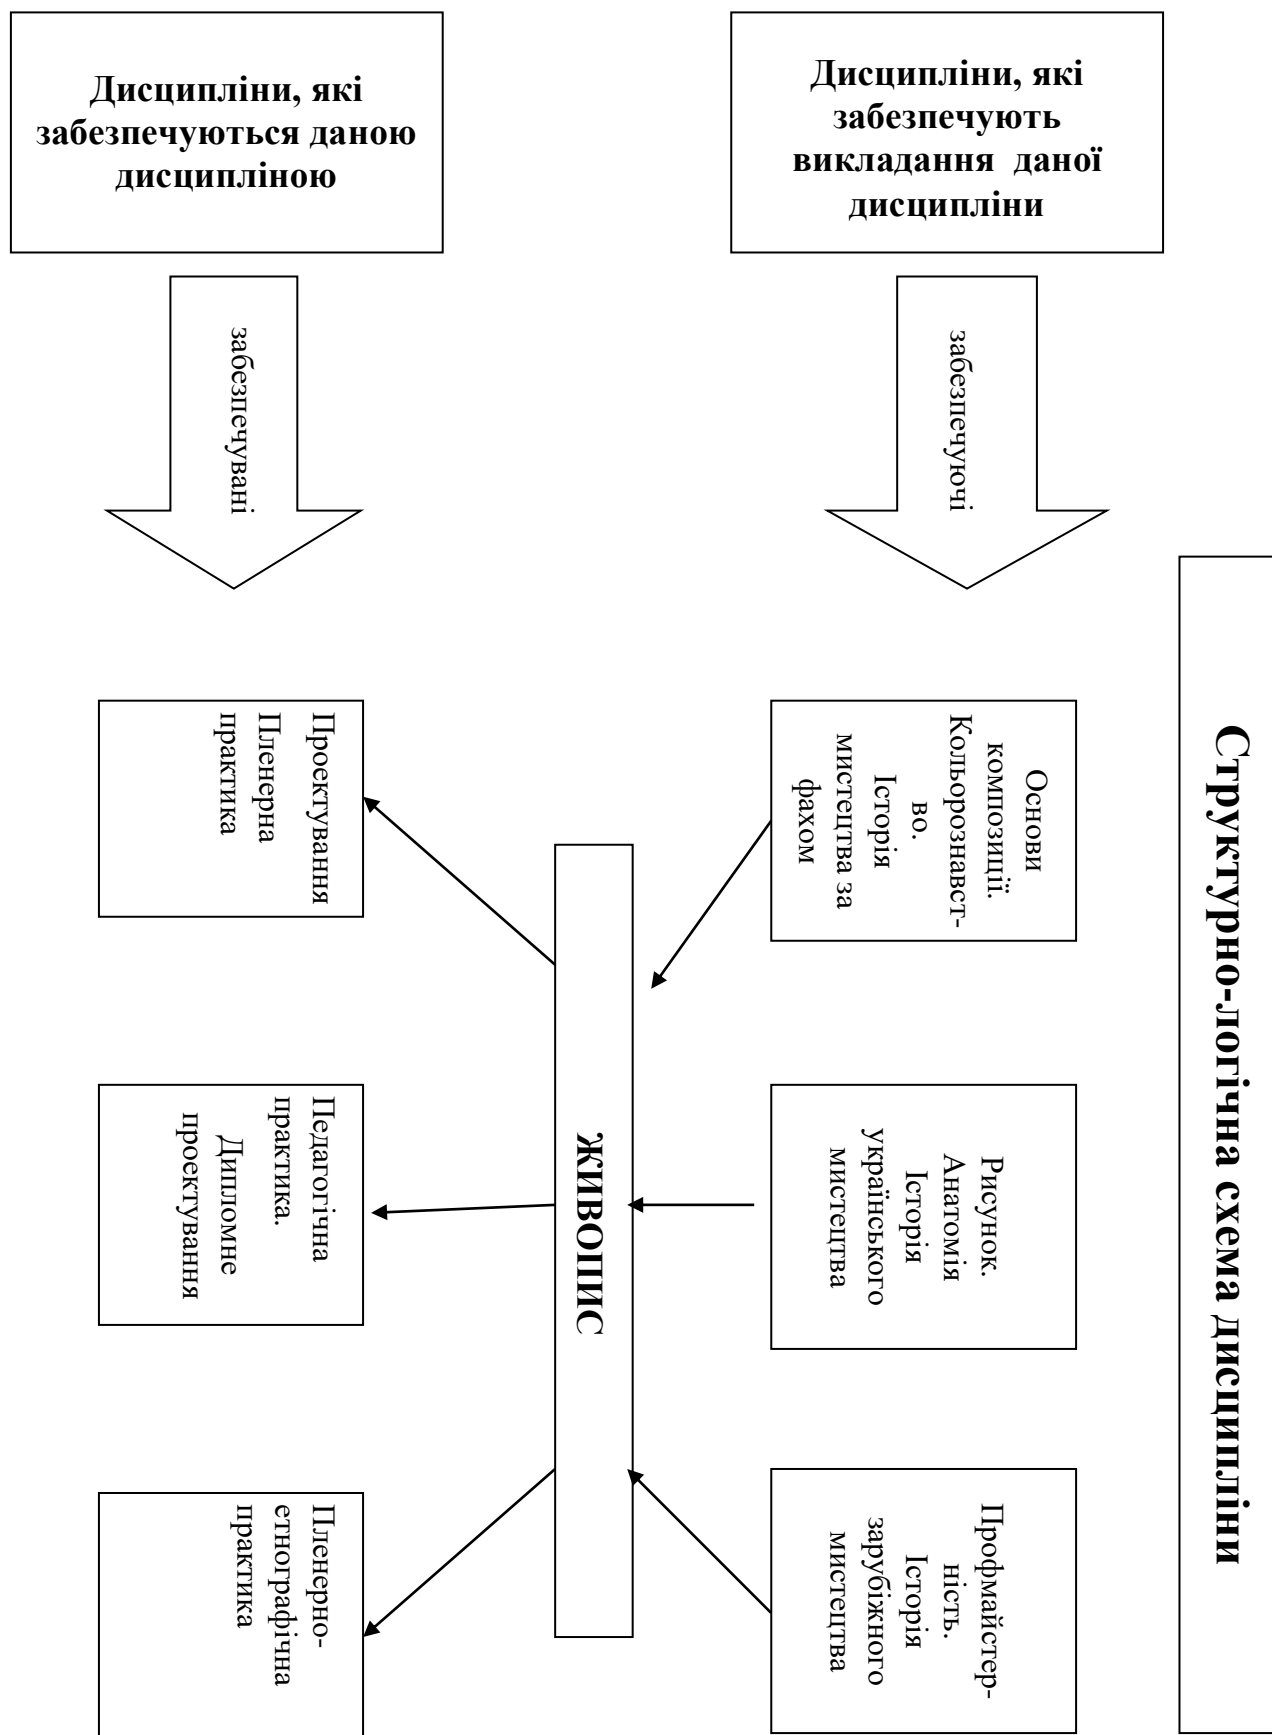 Структурно-логічна схема дисципліни
Дисципліни, які
забезпечують
викладання даної
дисципліни
забезпечуючі
Основи
композиції.
Кольорознавст-
во.
Історія
мистецтва за
фахом
Рисунок.
Анатомія
Історія
українського
мистецтва
Профмайстер-
ність.
Історія
зарубіжного
мистецтва
ЖИВОПИС
Дисципліни, які
забезпечуються даною
дисципліною
забезпечувані
Проектування
Пленерна
практика
Педагогічна
практика.
Дипломне
проектування
Пленерно-
етнографічна
практика